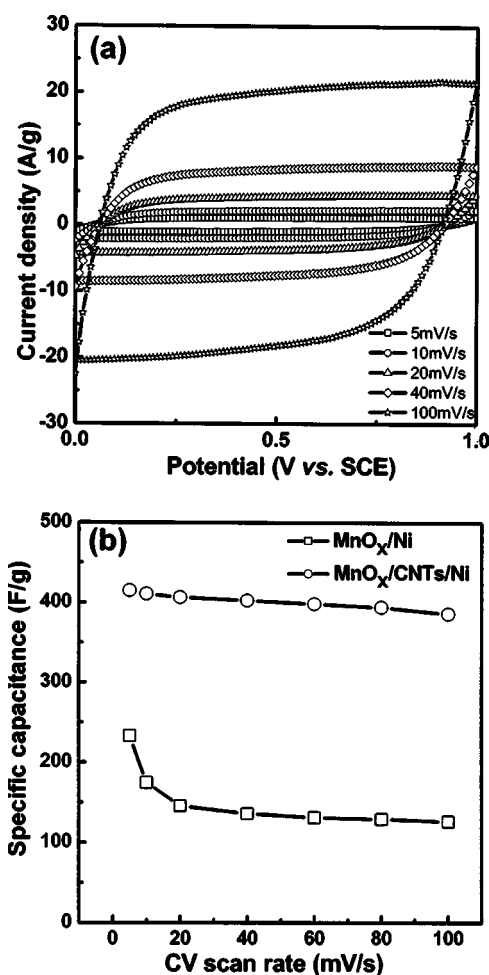 (a)
30
20
10
0
-10
-20
-30
Current density (A/g)
5mV/s
10mV/s
20mV/s
40mV/s
100mV/s
0.0
0.5
1.0
Potential (V vs. SCE)
(b)
500
400
300
200
100
0
Specific capacitance (F/g)
MnOₓ/Ni
MnOₓ/CNTs/Ni
0
20
40
60
80
100
CV scan rate (mV/s)